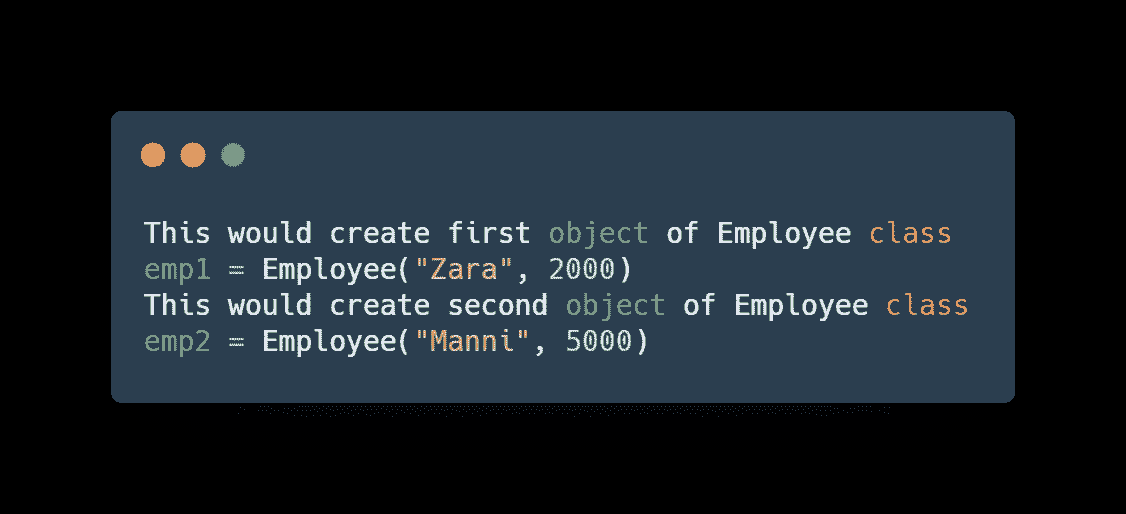 This would create first object of Employee class
emp1 = Employee("Zara", 2000)
This would create second object of Employee class
emp2 = Employee("Manni", 5000)